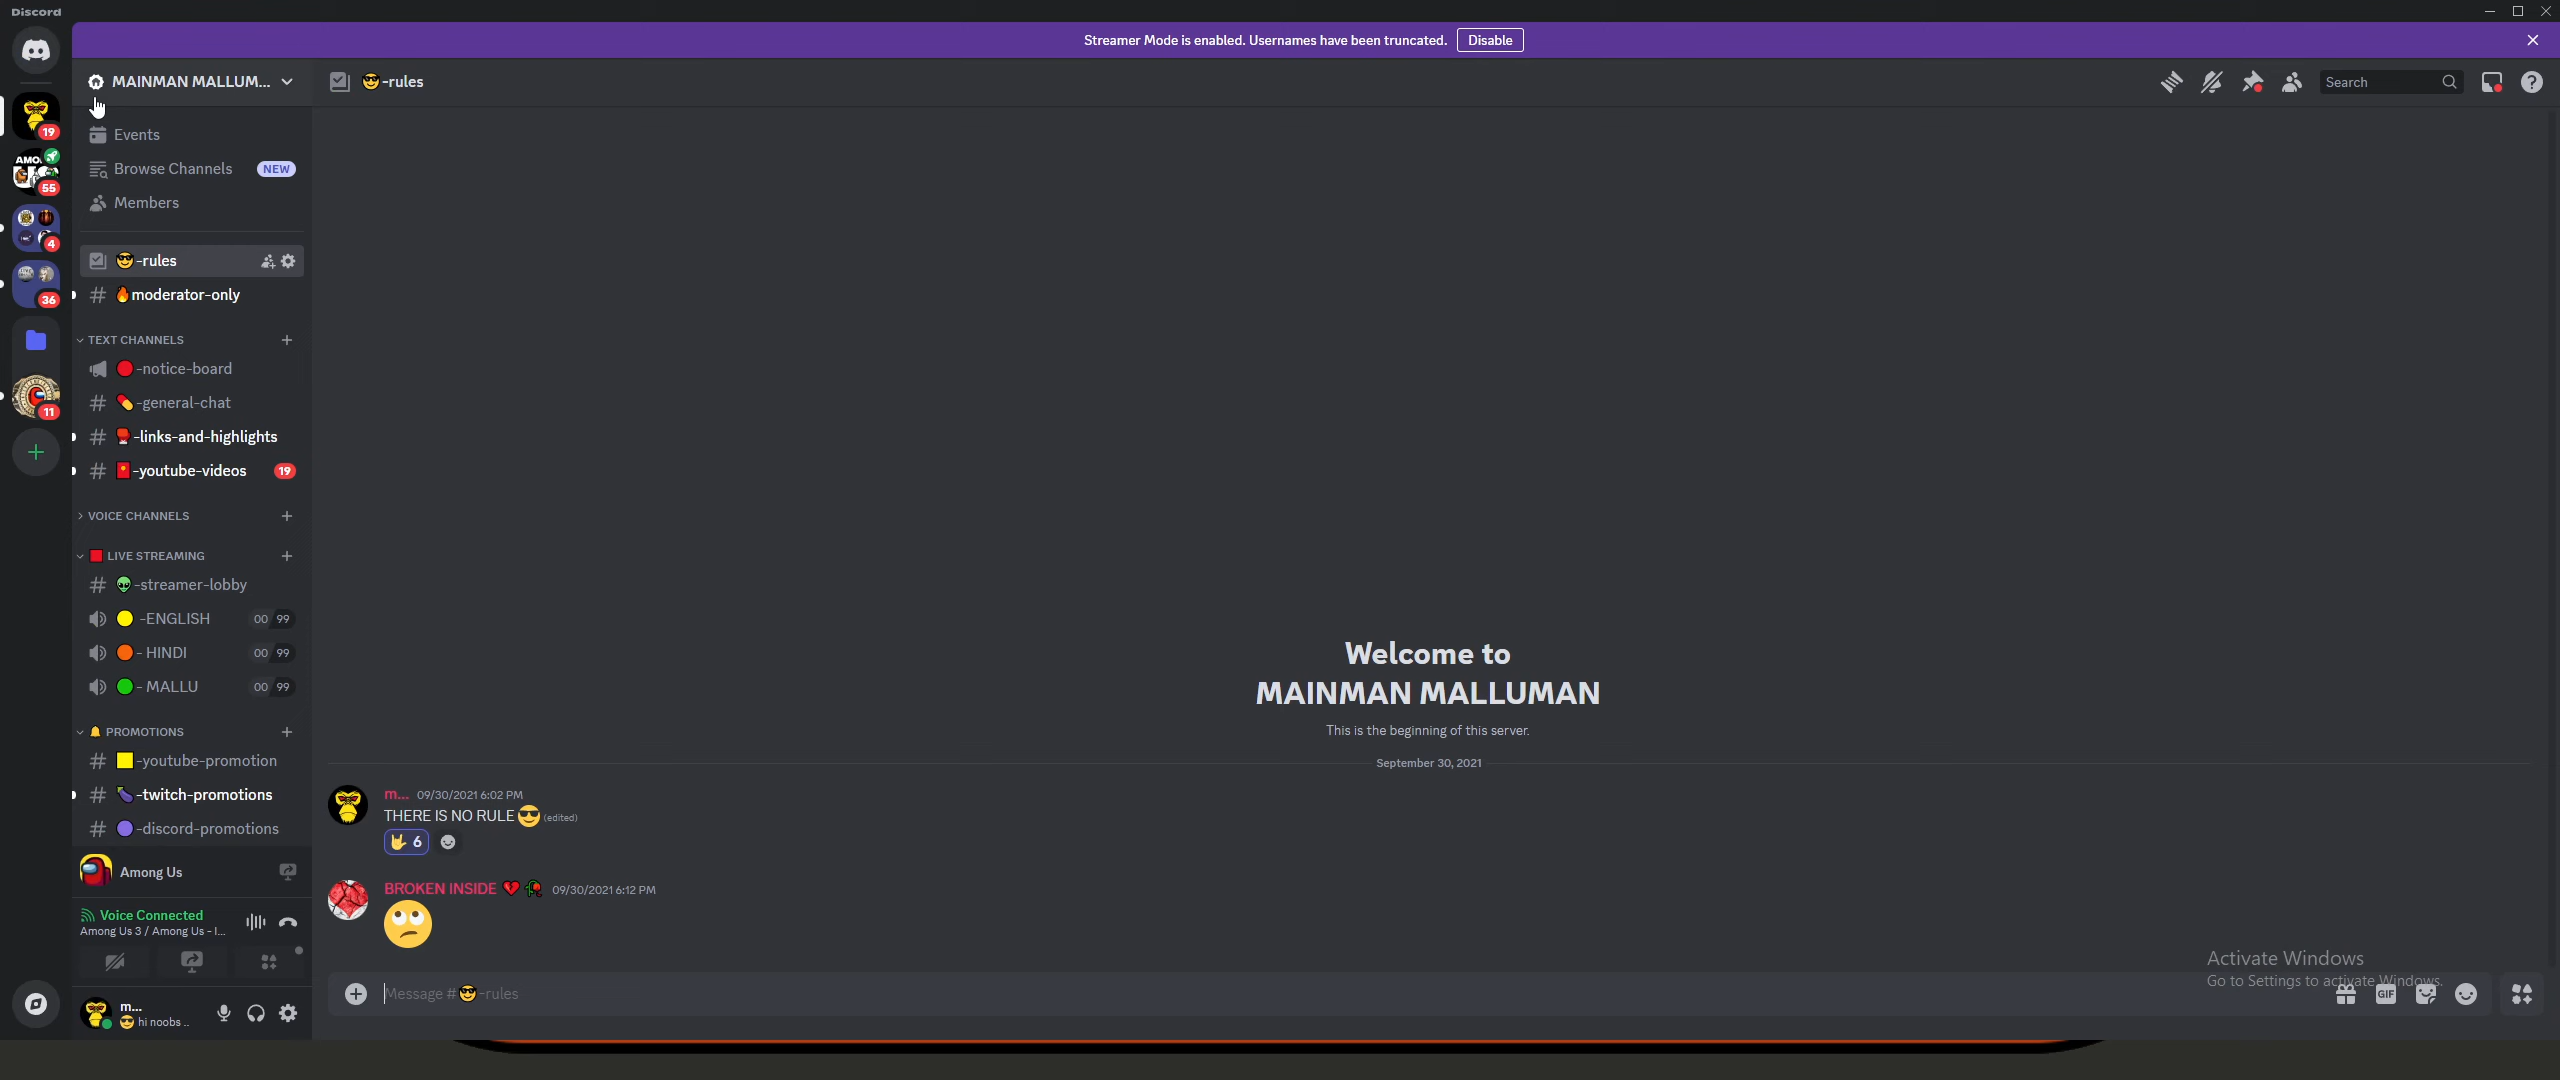 Discord
Streamer Mode is enabled. Usernames have been truncated. Disable
MAINMAN MALLUM...
😎-rules
Search
19
Events
55
Browse Channels NEW
Members
4
😎-rules
36
🔥moderator-only
TEXT CHANNELS
🔴-notice-board
11
💊-general-chat
-links-and-highlights
-youtube-videos 19
VOICE CHANNELS
🟥 LIVE STREAMING
👽-streamer-lobby
🟡-ENGLISH 00 99
🟠- HINDI 00 99
🟢- MALLU 00 99
🔔 PROMOTIONS
🟨-youtube-promotion
🍆-twitch-promotions
🟣-discord-promotions
Among Us
Voice Connected
Among Us 3 / Among Us - I...
m...
😎 hi noobs ..
Welcome to
MAINMAN MALLUMAN
This is the beginning of this server.
September 30, 2021
m... 09/30/2021 6:02 PM
THERE IS NO RULE 😎 (edited)
🤟 6
BROKEN INSIDE 💔 🥀 09/30/2021 6:12 PM
🙄
Message #😎-rules
Activate Windows
Go to Settings to activate Windows.
GIF